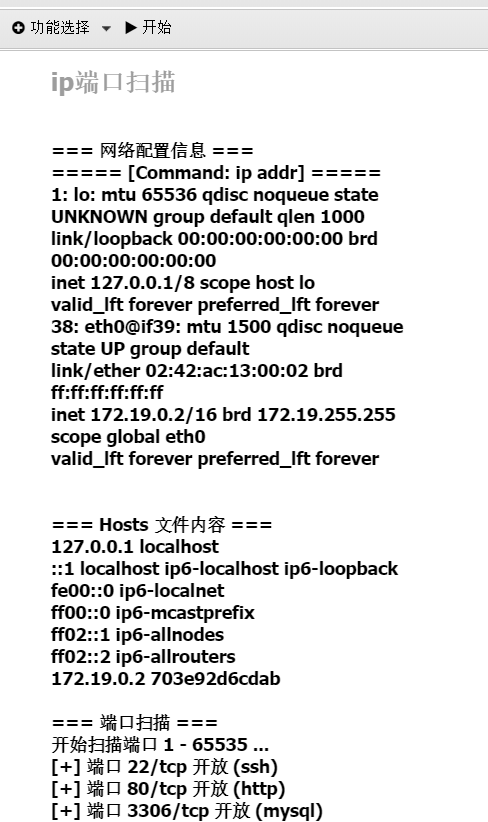 功能选择 开始
ip端口扫描
=== 网络配置信息 ===
===== [Command: ip addr] =====
1: lo: mtu 65536 qdisc noqueue state
UNKNOWN group default qlen 1000
link/loopback 00:00:00:00:00:00 brd
00:00:00:00:00:00
inet 127.0.0.1/8 scope host lo
valid_lft forever preferred_lft forever
38: eth0@if39: mtu 1500 qdisc noqueue
state UP group default
link/ether 02:42:ac:13:00:02 brd
ff:ff:ff:ff:ff:ff
inet 172.19.0.2/16 brd 172.19.255.255
scope global eth0
valid_lft forever preferred_lft forever
=== Hosts 文件内容 ===
127.0.0.1 localhost
::1 localhost ip6-localhost ip6-loopback
fe00::0 ip6-localnet
ff00::0 ip6-mcastprefix
ff02::1 ip6-allnodes
ff02::2 ip6-allrouters
172.19.0.2 703e92d6cdab
=== 端口扫描 ===
开始扫描端口 1 - 65535 ...
[+] 端口 22/tcp 开放 (ssh)
[+] 端口 80/tcp 开放 (http)
[+] 端口 3306/tcp 开放 (mysql)